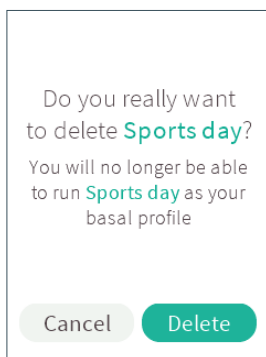 Do you really want
to delete Sports day?
You will no longer be able
to run Sports day as your
basal profile
Cancel
Delete